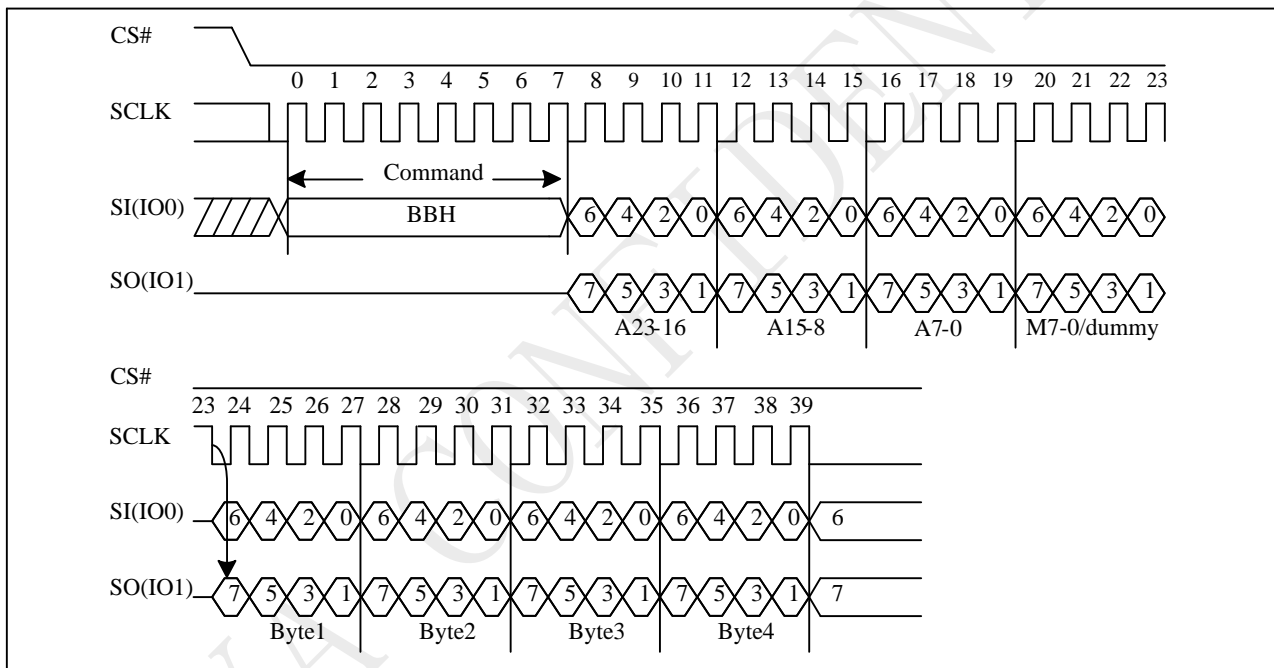 CS#
0 1 2 3 4 5 6 7 8 9 10 11 12 13 14 15 16 17 18 19 20 21 22 23
SCLK
Command
SI(IO0) BBH 6 4 2 0 6 4 2 0 6 4 2 0 6 4 2 0
SO(IO1) 7 5 3 1 7 5 3 1 7 5 3 1 7 5 3 1
A23-16 A15-8 A7-0 M7-0/dummy
CS#
23 24 25 26 27 28 29 30 31 32 33 34 35 36 37 38 39
SCLK
SI(IO0) 6 4 2 0 6 4 2 0 6 4 2 0 6 4 2 0 6
SO(IO1) 7 5 3 1 7 5 3 1 7 5 3 1 7 5 3 1 7
Byte1 Byte2 Byte3 Byte4